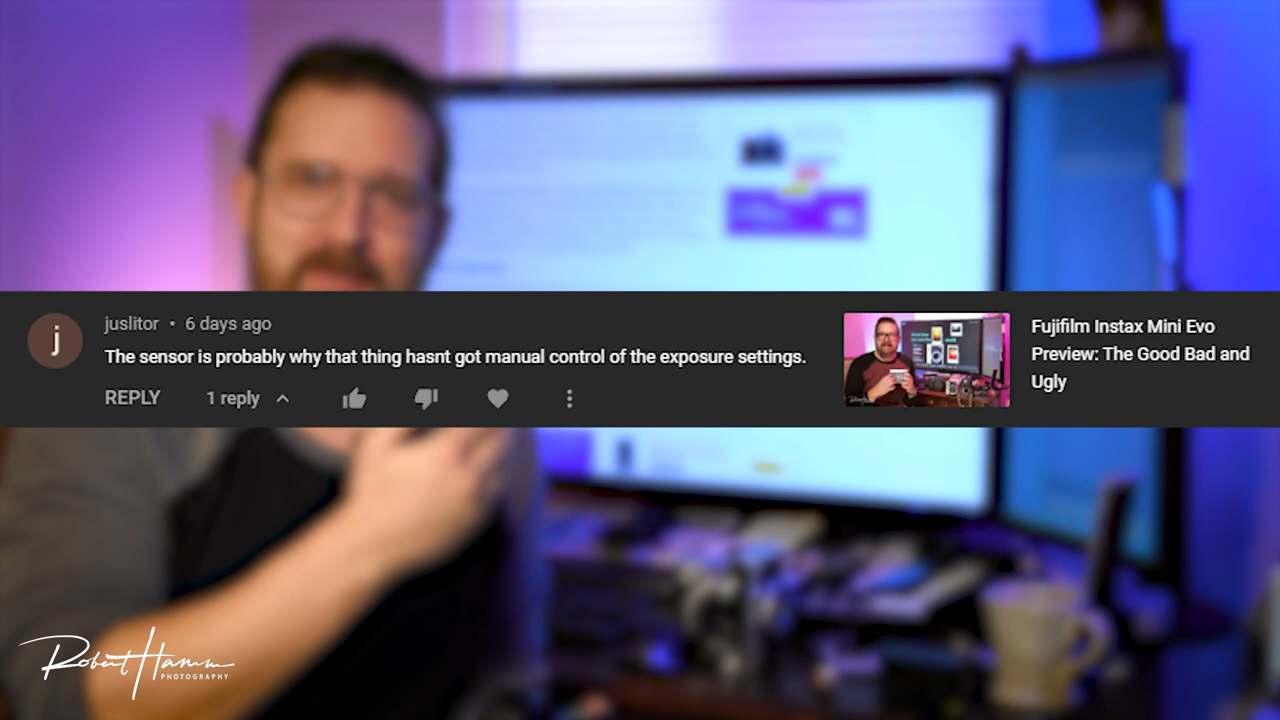 juslitor • 6 days ago
The sensor is probably why that thing hasnt got manual control of the exposure settings.
REPLY 1 reply
j
Fujifilm Instax Mini Evo
Preview: The Good Bad and
Ugly
Robert Hamm
PHOTOGRAPHY